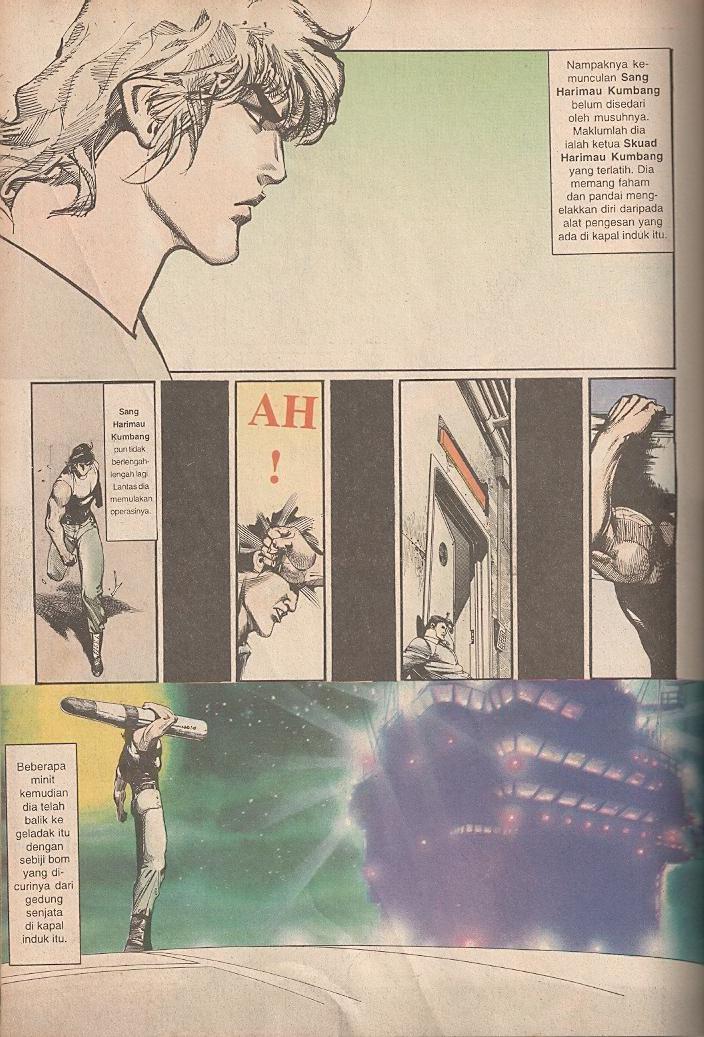 Nampaknya ke-
munculan Sang
Harimau Kumbang
belum disedari
oleh musuhnya.
Maklumlah dia
ialah ketua Skuad
Harimau Kumbang
yang terlatih. Dia
memang faham
dan pandai meng-
elakkan diri daripada
alat pengesan yang
ada di kapal induk itu.
Sang
Harimau
Kumbang
pun tidak
berlengah-
lengah lagi.
Lantas dia
memulakan
operasinya.
AH
!
Beberapa
minit
kemudian
dia telah
balik ke
geladak itu
dengan
sebiji bom
yang di-
curinya dari
gedung
senjata
di kapal
induk itu.